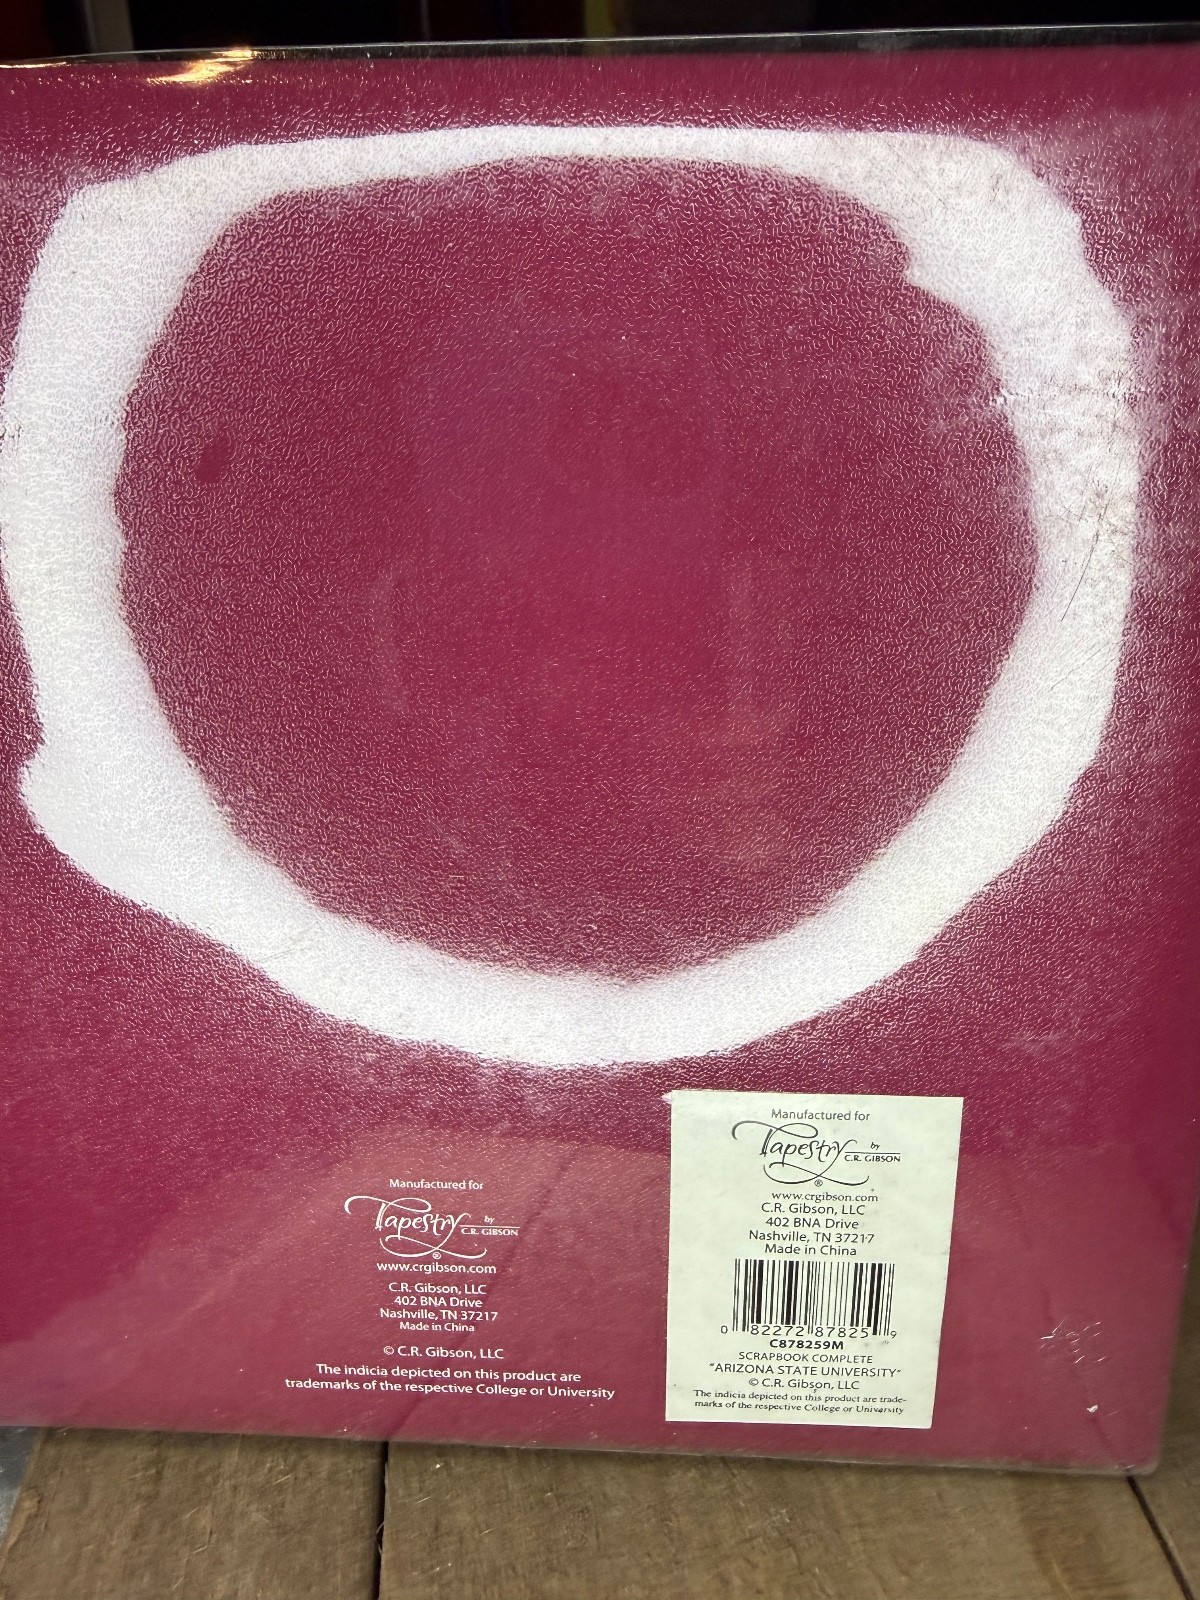 Manufactured for
Tapestry by
C.R. GIBSON
®
www.crgibson.com
C.R. Gibson, LLC
402 BNA Drive
Nashville, TN 37217
Made in China
© C.R. Gibson, LLC
The indicia depicted on this product are
trademarks of the respective College or University
Manufactured for
Tapestry by
C.R. GIBSON
®
www.crgibson.com
C.R. Gibson, LLC
402 BNA Drive
Nashville, TN 37217
Made in China
0 82272 87825 9
C878259M
SCRAPBOOK COMPLETE
"ARIZONA STATE UNIVERSITY"
© C.R. Gibson, LLC
The indicia depicted on this product are trade-
marks of the respective College or University